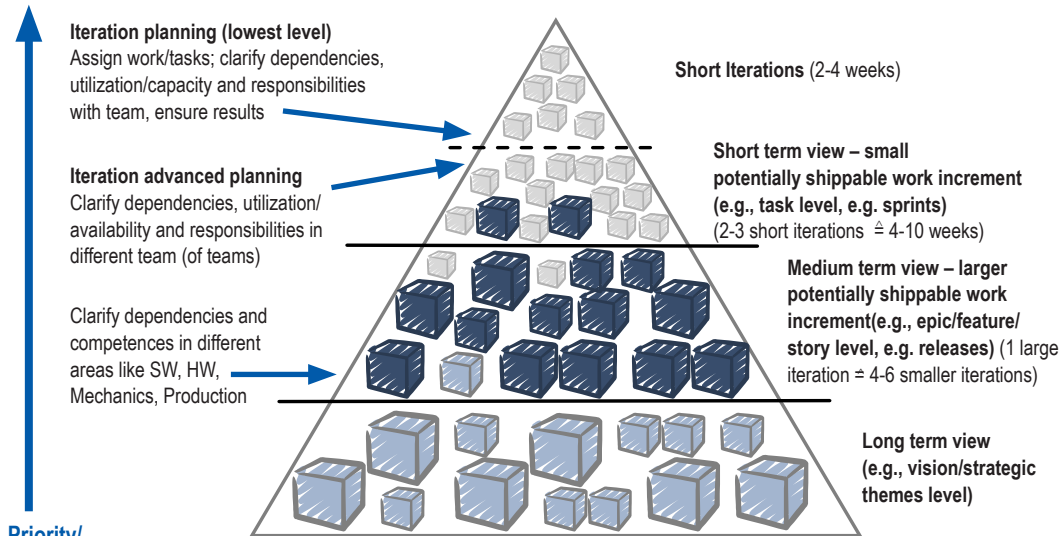 Iteration planning (lowest level)
Assign work/tasks; clarify dependencies,
utilization/capacity and responsibilities
with team, ensure results
Short Iterations (2-4 weeks)
Iteration advanced planning
Clarify dependencies, utilization/
availability and responsibilities in
different team (of teams)
Short term view – small
potentially shippable work increment
(e.g., task level, e.g. sprints)
(2-3 short iterations ≙ 4-10 weeks)
Clarify dependencies and
competences in different
areas like SW, HW,
Mechanics, Production
Medium term view – larger
potentially shippable work
increment(e.g., epic/feature/
story level, e.g. releases) (1 large
iteration ≙ 4-6 smaller iterations)
Long term view
(e.g., vision/strategic
themes level)
Priority/